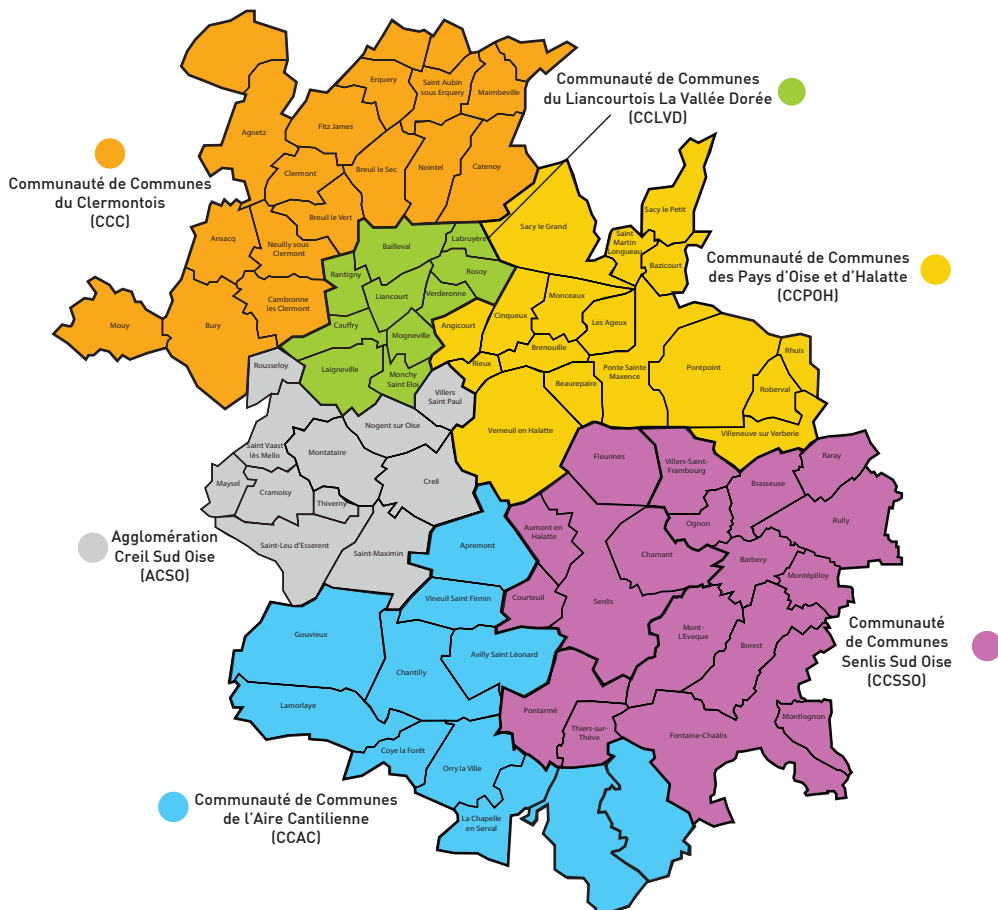 Communauté de Communes
du Clermontois
(CCC)
Communauté de Communes
du Liancourtois La Vallée Dorée
(CCLVD)
Communauté de Communes
des Pays d'Oise et d'Halatte
(CCPOH)
Agglomération
Creil Sud Oise
(ACSO)
Communauté
de Communes
Senlis Sud Oise
(CCSSO)
Communauté de Communes
de l'Aire Cantilienne
(CCAC)
Erquery
Saint Aubin
sous Erquery
Maimbeville
Agnetz
Fitz James
Clermont
Breuil le Sec
Nointel
Catenoy
Breuil le Vert
Ansacq
Neuilly sous
Clermont
Cambronne
les Clermont
Mouy
Bury
Bailleval
Labruyère
Rantigny
Rosoy
Liancourt
Verderonne
Cauffry
Mogneville
Laigneville
Monchy
Saint Eloi
Sacy le Grand
Sacy le Petit
Saint
Martin
Longueau
Bazicourt
Monceaux
Cinqueux
Angicourt
Les Ageux
Brenouille
Rieux
Beaurepaire
Ponte Sainte
Maxence
Pontpoint
Rhuis
Roberval
Verneuil en Halatte
Villeneuve sur Verberie
Rousseloy
Villers
Saint Paul
Nogent sur Oise
Saint Vaast
lès Mello
Montataire
Creil
Maysel
Cramoisy
Thiverny
Saint-Leu d'Esserent
Saint-Maximin
Fleurines
Villers-Saint-
Frambourg
Raray
Brasseuse
Rully
Ognon
Aumont en
Halatte
Chamant
Barbery
Montépilloy
Courteuil
Senlis
Mont-
L'Eveque
Borest
Pontarmé
Thiers-sur-
Thève
Fontaine-Chaâlis
Montlognon
Apremont
Vineuil Saint Firmin
Gouvieux
Chantilly
Avilly Saint Léonard
Lamorlaye
Coye la Forêt
Orry la Ville
La Chapelle
en Serval